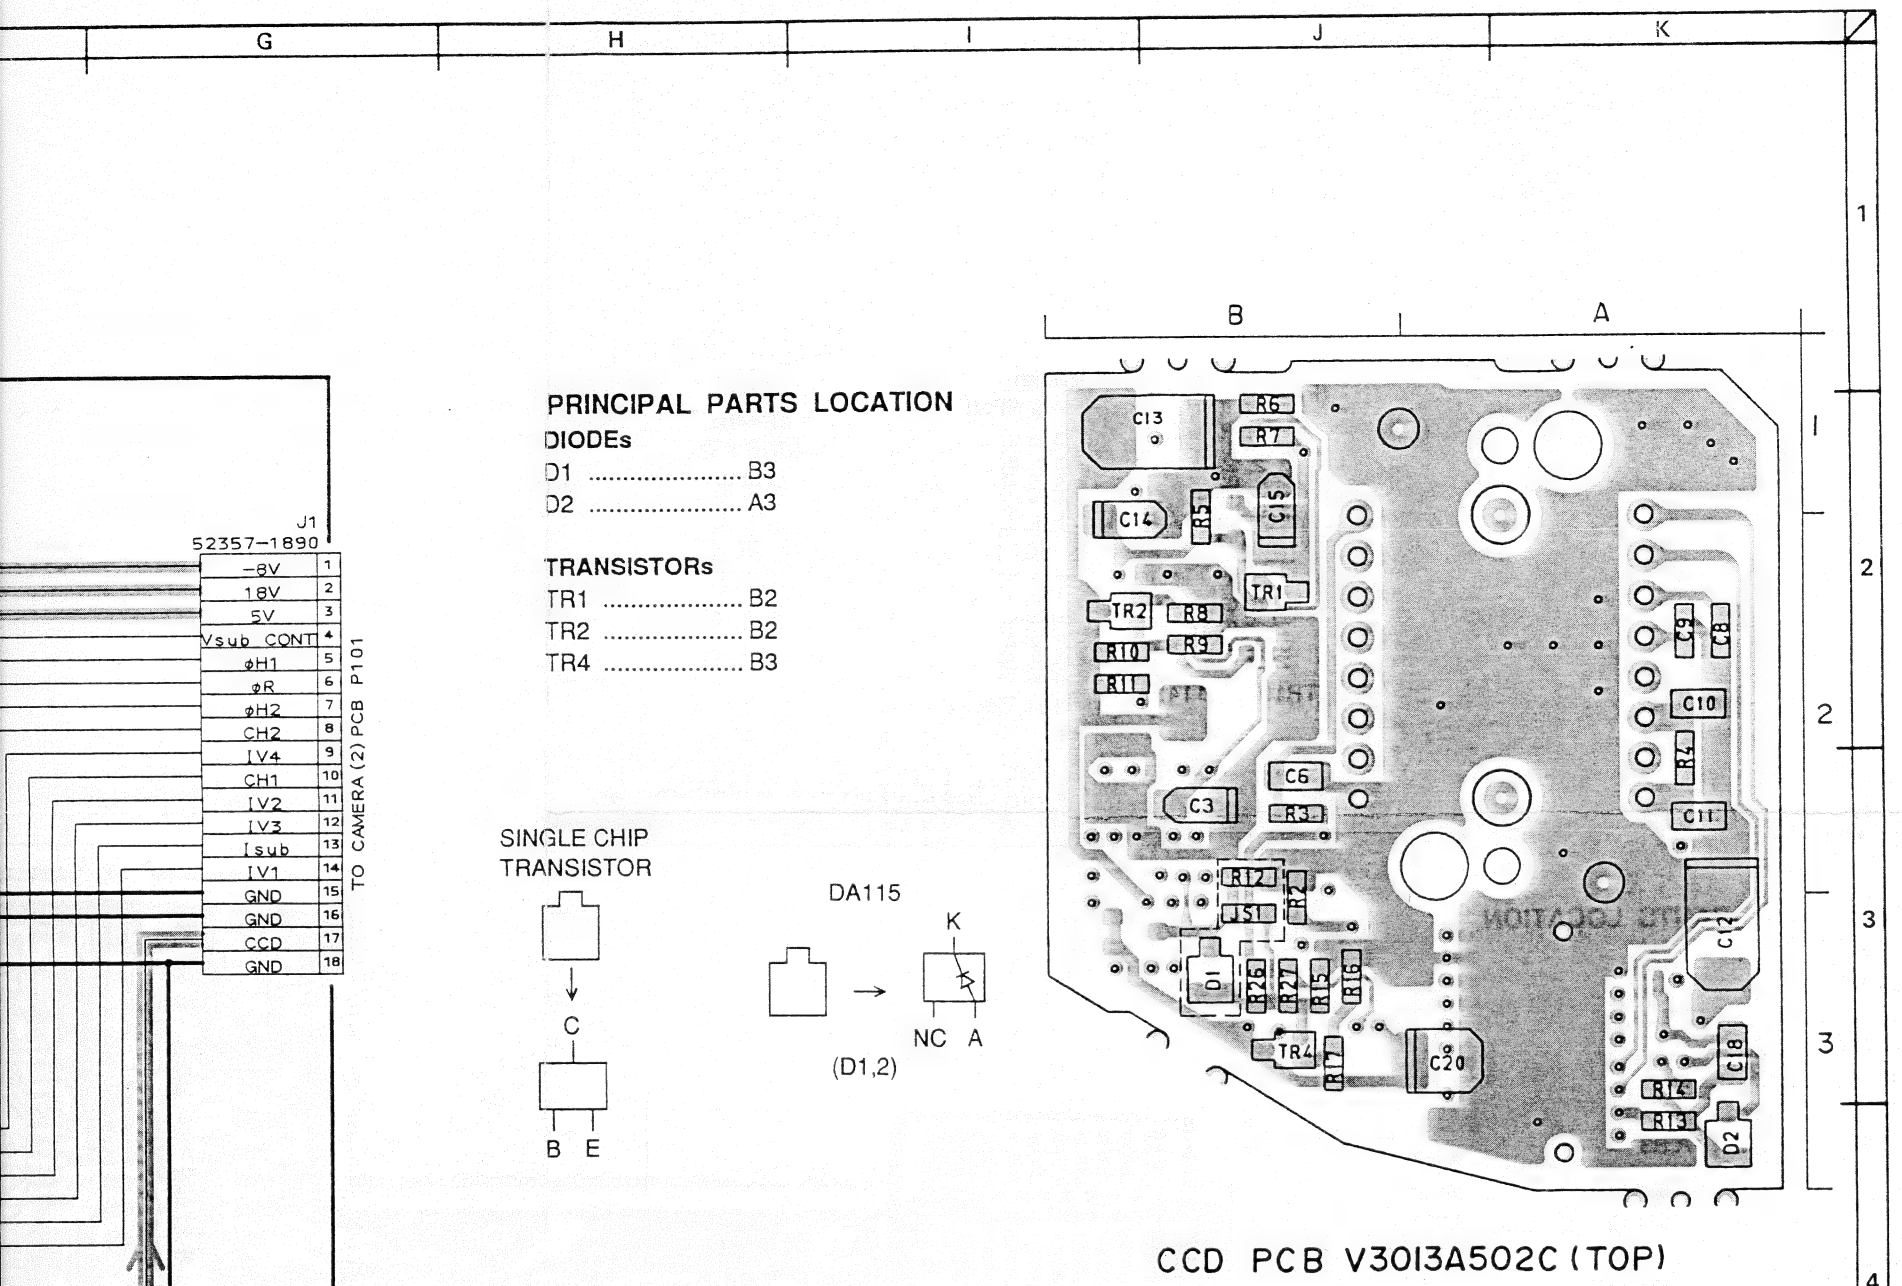 G H I J K
1
B A
PRINCIPAL PARTS LOCATION
DIODEs
D1 ...................... B3
D2 ...................... A3
TRANSISTORs
TR1 .................... B2
TR2 .................... B2
TR4 .................... B3
J1
52357-1890
-8V 1
18V 2
5V 3
Vsub CONT 4
øH1 5
øR 6
øH2 7
CH2 8
IV4 9
CH1 10
IV2 11
IV3 12
Isub 13
IV1 14
GND 15
GND 16
CCD 17
GND 18
TO CAMERA (2) PCB P101
SINGLE CHIP
TRANSISTOR
C
B E
DA115
K
NC A
(D1,2)
C13
R6
R7
1
C14
R5
C15
2
TR1
TR2
R8
R10
R9
R11
C9
C8
C10
2
R4
C6
C3
R3
C11
R12
R2
JS1
C12
3
D1
R26
R27
R15
R16
TR4
R17
C20
C18
3
R14
R13
D2
CCD PCB V3013A502C (TOP)
4